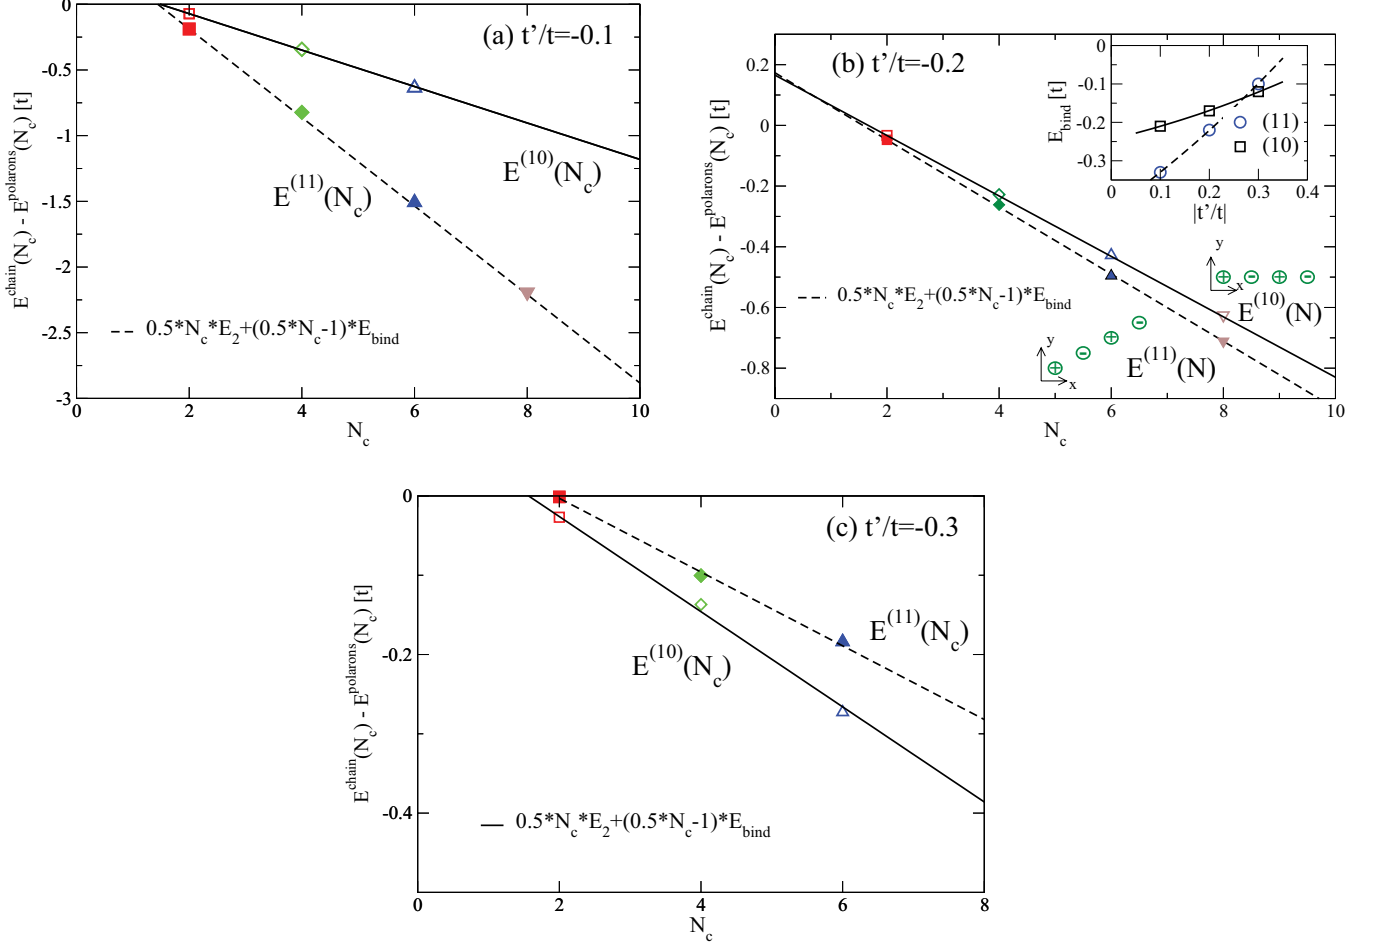 (a) t'/t=-0.1
0
-0.5
-1
-1.5
-2
-2.5
-3
E^chain(N_c) - E^polarons(N_c) [t]
E^(10)(N_c)
E^(11)(N_c)
0.5*N_c*E_2+(0.5*N_c-1)*E_bind
0 2 4 6 8 10
N_c
(b) t'/t=-0.2
0.2
0
-0.2
-0.4
-0.6
-0.8
E^chain(N_c) - E^polarons(N_c) [t]
0
-0.1
-0.2
-0.3
E_bind [t]
(11)
(10)
0 0.1 0.2 0.3 0.4
|t'/t|
y
x
E^(10)(N)
0.5*N_c*E_2+(0.5*N_c-1)*E_bind
y
x
E^(11)(N)
0 2 4 6 8 10
N_c
(c) t'/t=-0.3
0
-0.2
-0.4
E^chain(N_c) - E^polarons(N_c) [t]
E^(11)(N_c)
E^(10)(N_c)
0.5*N_c*E_2+(0.5*N_c-1)*E_bind
0 2 4 6 8
N_c